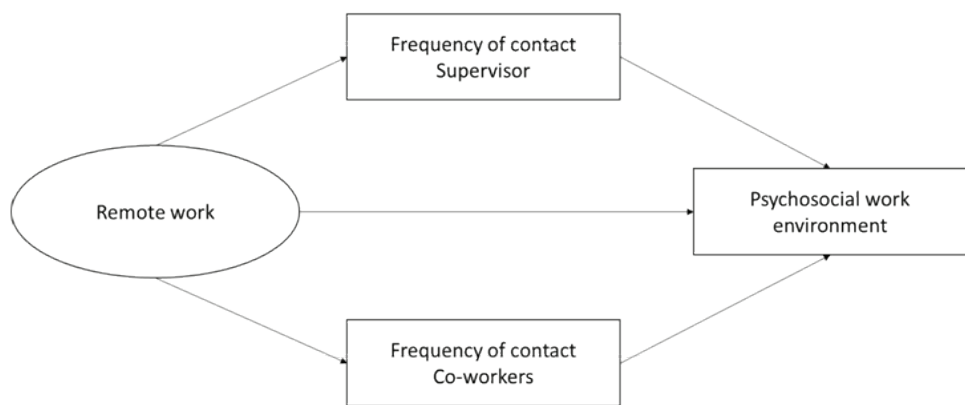 Frequency of contact
Supervisor
Remote work
Psychosocial work
environment
Frequency of contact
Co-workers